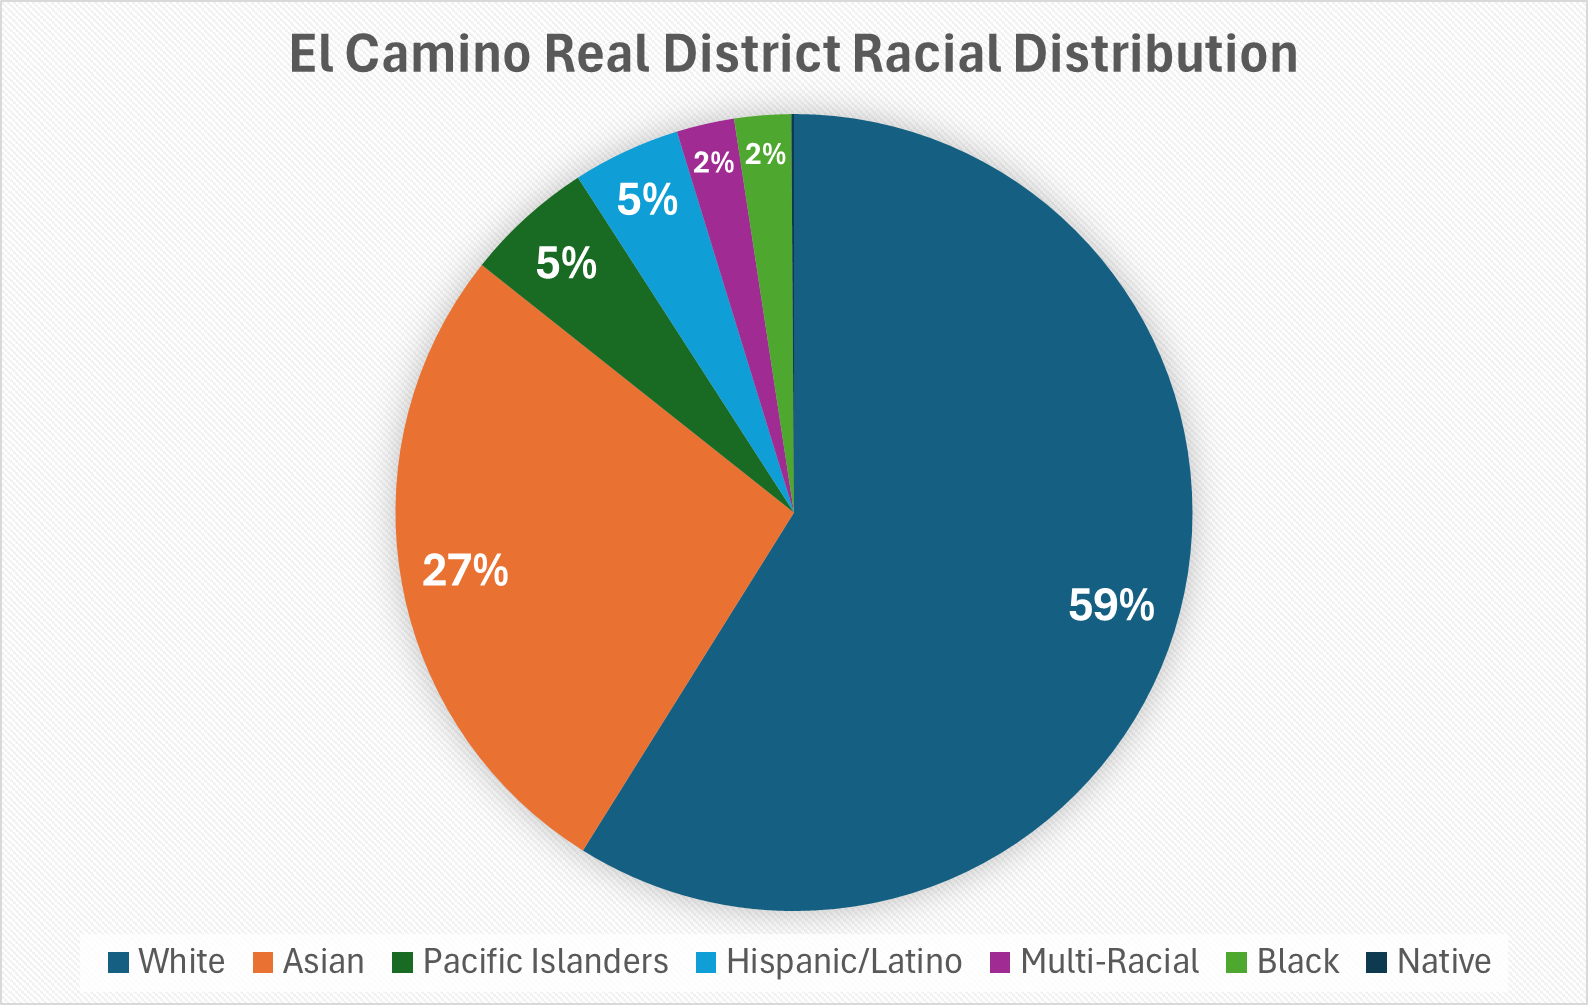 El Camino Real District Racial Distribution
2% 2%
5%
5%
27%
59%
White Asian Pacific Islanders Hispanic/Latino Multi-Racial Black Native